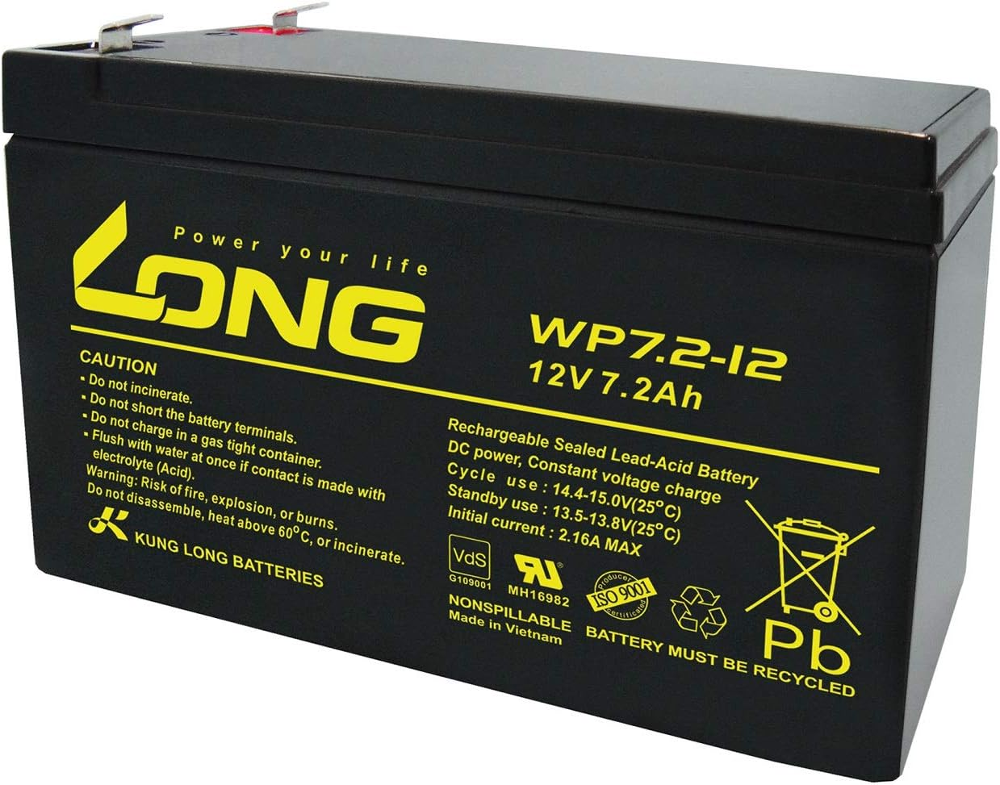 Power your life
LONG
WP7.2-12
12V 7.2Ah
CAUTION
▪ Do not incinerate.
▪ Do not short the battery terminals.
▪ Do not charge in a gas tight container.
▪ Flush with water at once if contact is made with
electrolyte (Acid).
Warning: Risk of fire, explosion, or burns.
Do not disassemble, heat above 60°C, or incinerate.
KUNG LONG BATTERIES
Rechargeable Sealed Lead-Acid Battery
DC power, Constant voltage charge
Cycle use : 14.4-15.0V(25°C)
Standby use : 13.5-13.8V(25°C)
Initial current : 2.16A MAX
VdS
G109001
RU®
MH16982
Producer
ISO 9001
certificated
NONSPILLABLE
Made in Vietnam
BATTERY MUST BE RECYCLED
Pb